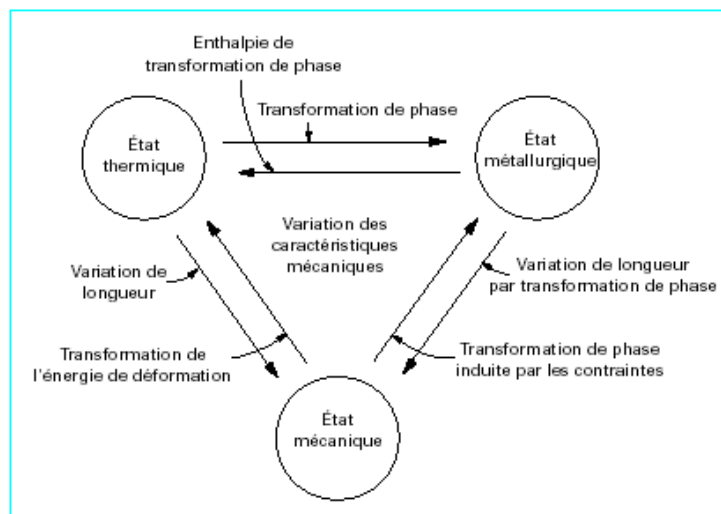 Enthalpie de
transformation de phase
Transformation de phase
État
thermique
État
métallurgique
Variation des
caractéristiques
mécaniques
Variation de
longueur
Variation de longueur
par transformation de phase
Transformation de
l'énergie de déformation
Transformation de phase
induite par les contraintes
État
mécanique